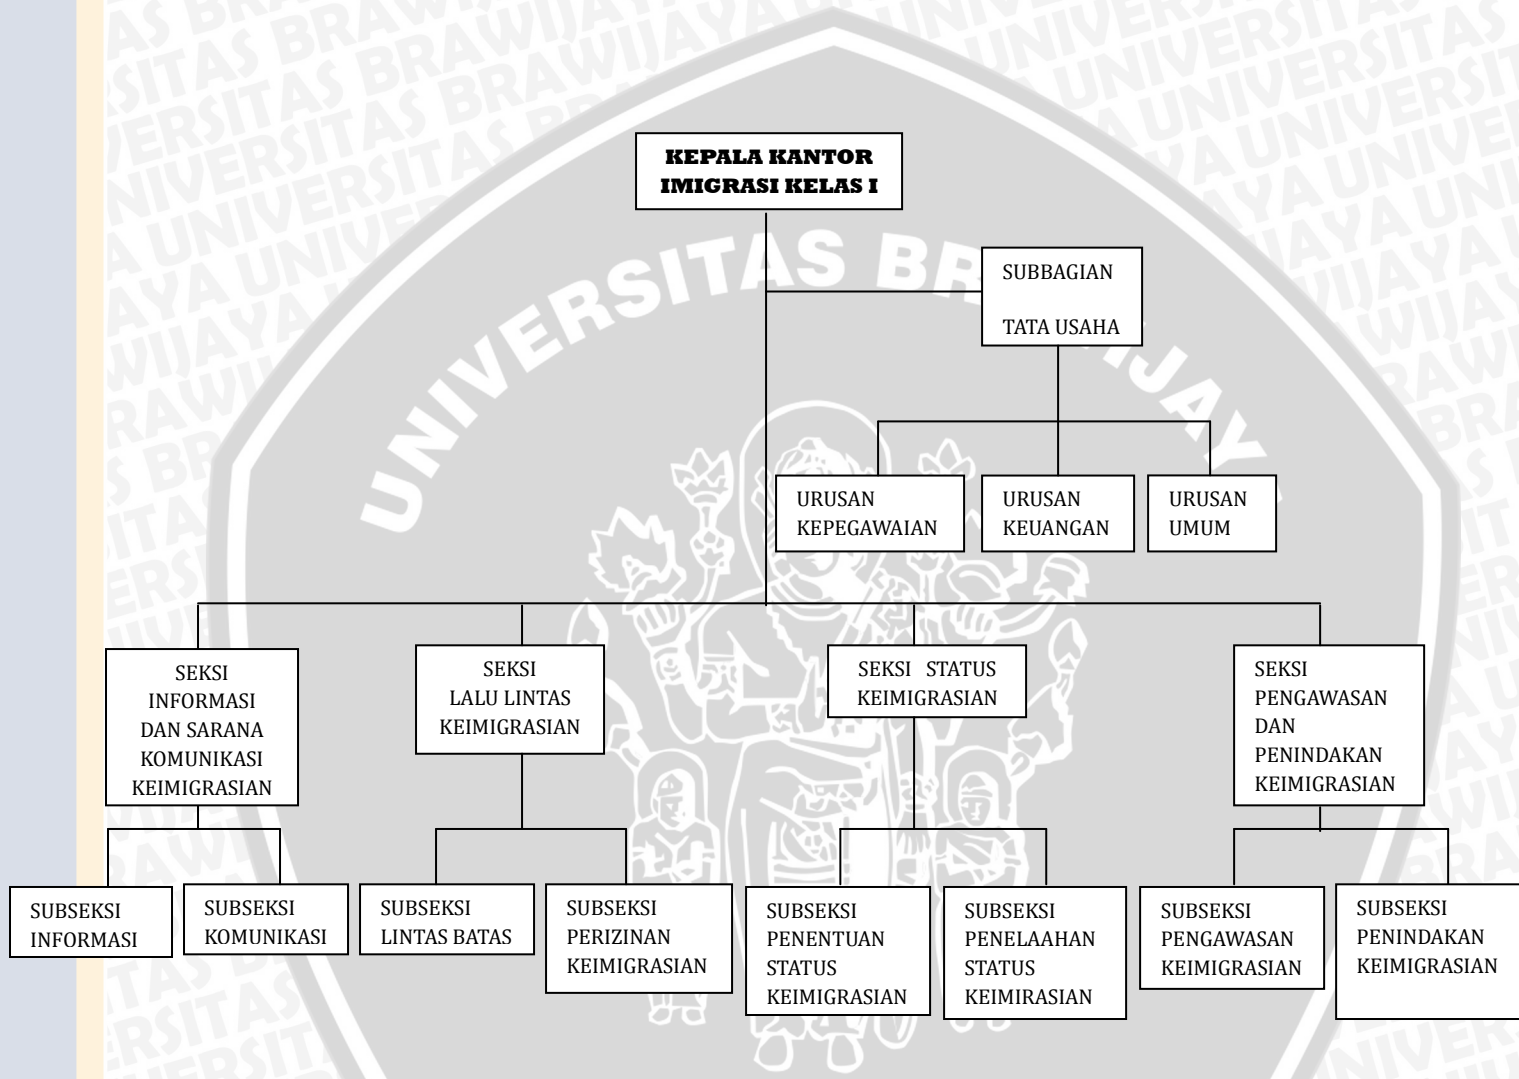 KEPALA KANTOR
IMIGRASI KELAS I
SUBBAGIAN
TATA USAHA
URUSAN
KEPEGAWAIAN
URUSAN
KEUANGAN
URUSAN
UMUM
SEKSI
INFORMASI
DAN SARANA
KOMUNIKASI
KEIMIGRASIAN
SEKSI
LALU LINTAS
KEIMIGRASIAN
SEKSI STATUS
KEIMIGRASIAN
SEKSI
PENGAWASAN
DAN
PENINDAKAN
KEIMIGRASIAN
SUBSEKSI
INFORMASI
SUBSEKSI
KOMUNIKASI
SUBSEKSI
LINTAS BATAS
SUBSEKSI
PERIZINAN
KEIMIGRASIAN
SUBSEKSI
PENENTUAN
STATUS
KEIMIGRASIAN
SUBSEKSI
PENELAAHAN
STATUS
KEIMIRASIAN
SUBSEKSI
PENGAWASAN
KEIMIGRASIAN
SUBSEKSI
PENINDAKAN
KEIMIGRASIAN
UNIVERSITAS